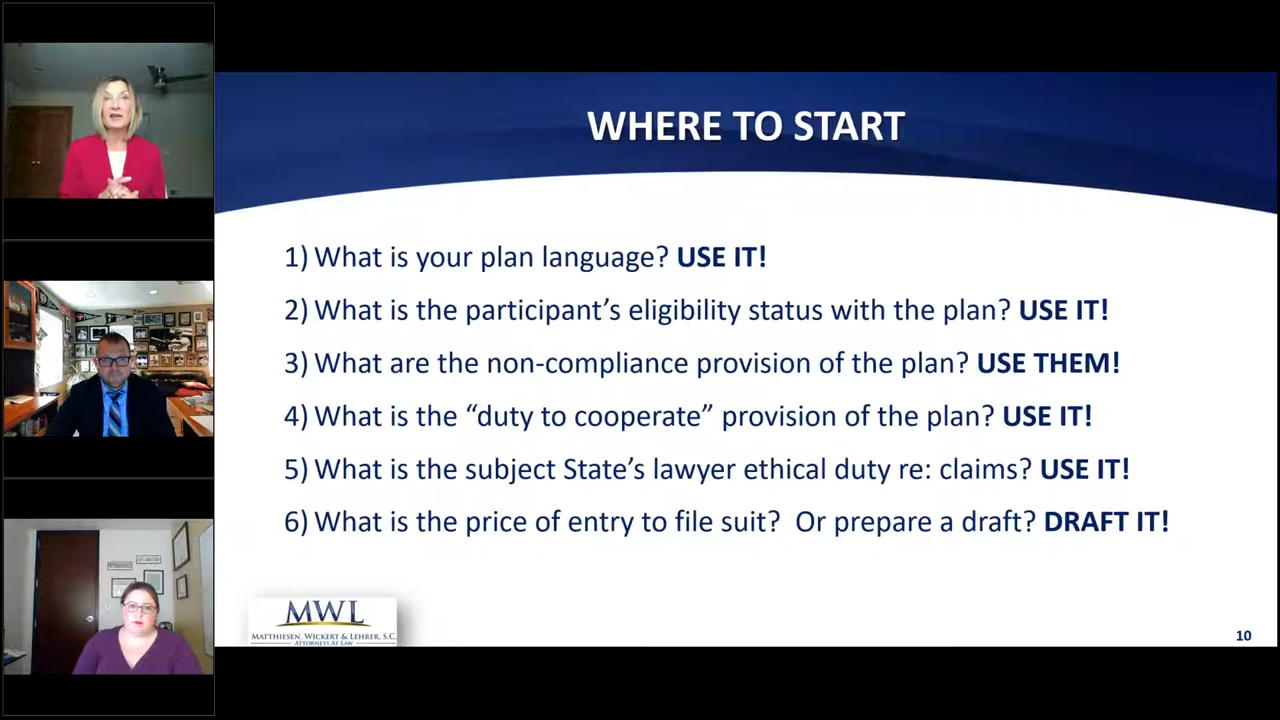 WHERE TO START
1) What is your plan language? USE IT!
2) What is the participant’s eligibility status with the plan? USE IT!
3) What are the non-compliance provision of the plan? USE THEM!
4) What is the “duty to cooperate” provision of the plan? USE IT!
5) What is the subject State’s lawyer ethical duty re: claims? USE IT!
6) What is the price of entry to file suit?  Or prepare a draft? DRAFT IT!
MWL
MATTHIESEN, WICKERT & LEHRER, S.C.
ATTORNEYS AT LAW
10